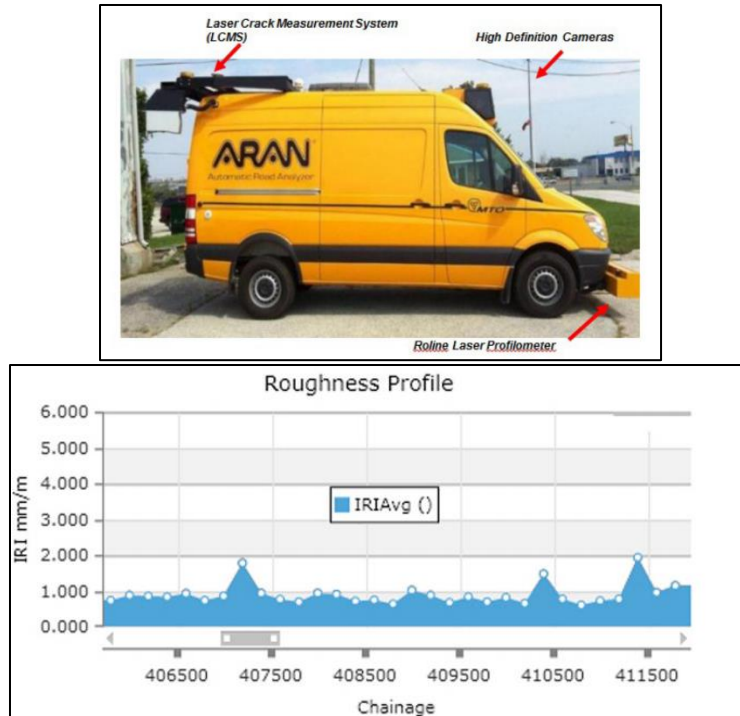 Laser Crack Measurement System
(LCMS)
High Definition Cameras
ARAN
Automatic Road Analyzer
MTO
Roline Laser Profilometer
Roughness Profile
6.000
5.000
4.000
3.000
2.000
1.000
0.000
IRI mm/m
IRIAvg ()
406500 407500 408500 409500 410500 411500
Chainage